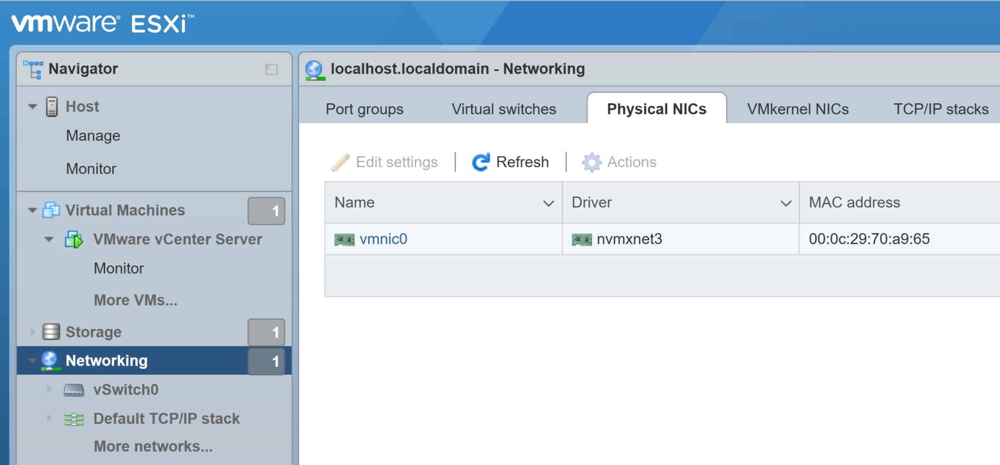 vmware® ESXi™
Navigator
Host
Manage
Monitor
Virtual Machines 1
VMware vCenter Server
Monitor
More VMs...
Storage 1
Networking 1
vSwitch0
Default TCP/IP stack
More networks...
localhost.localdomain - Networking
Port groups Virtual switches Physical NICs VMkernel NICs TCP/IP stacks
Edit settings Refresh Actions
Name Driver MAC address
vmnic0 nvmxnet3 00:0c:29:70:a9:65